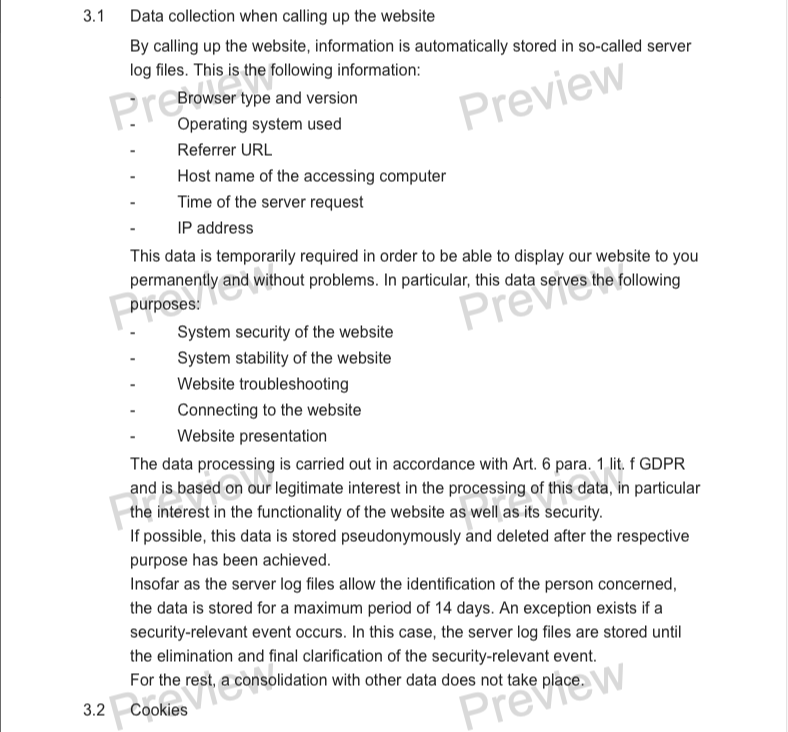 3.1 Data collection when calling up the website
By calling up the website, information is automatically stored in so-called server
log files. This is the following information:
- Browser type and version
- Operating system used
- Referrer URL
- Host name of the accessing computer
- Time of the server request
- IP address
This data is temporarily required in order to be able to display our website to you
permanently and without problems. In particular, this data serves the following
purposes:
- System security of the website
- System stability of the website
- Website troubleshooting
- Connecting to the website
- Website presentation
The data processing is carried out in accordance with Art. 6 para. 1 lit. f GDPR
and is based on our legitimate interest in the processing of this data, in particular
the interest in the functionality of the website as well as its security.
If possible, this data is stored pseudonymously and deleted after the respective
purpose has been achieved.
Insofar as the server log files allow the identification of the person concerned,
the data is stored for a maximum period of 14 days. An exception exists if a
security-relevant event occurs. In this case, the server log files are stored until
the elimination and final clarification of the security-relevant event.
For the rest, a consolidation with other data does not take place.
3.2 Cookies
Preview
Preview
Preview
Preview
Preview
Preview
Preview
Preview